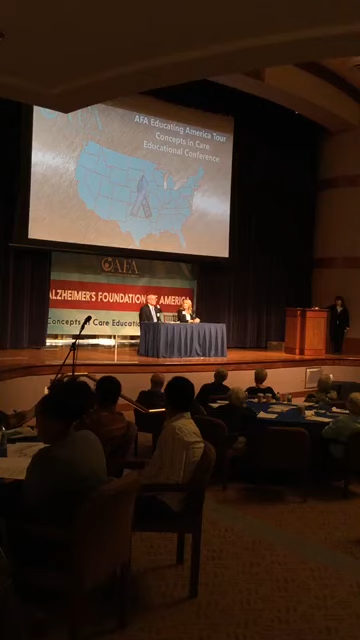 AFA Educating America Tour
Concepts in Care
Educational Conference
AFA
ALZHEIMER'S FOUNDATION of AMERICA
Concepts in Care Educatio